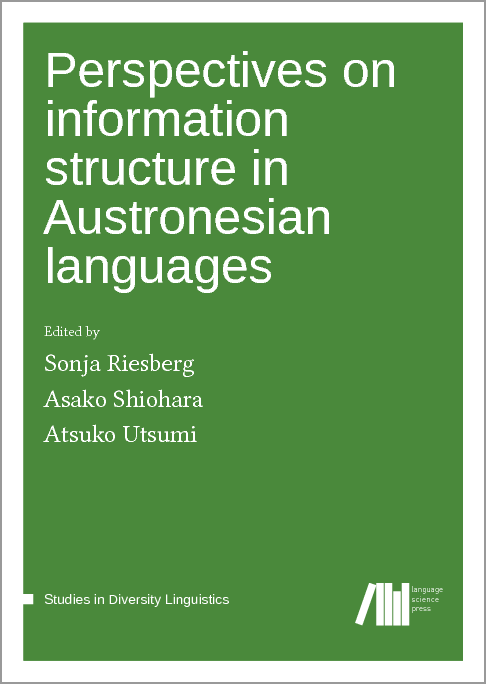 Perspectives on
information
structure in
Austronesian
languages
Edited by
Sonja Riesberg
Asako Shiohara
Atsuko Utsumi
Studies in Diversity Linguistics
language
science
press